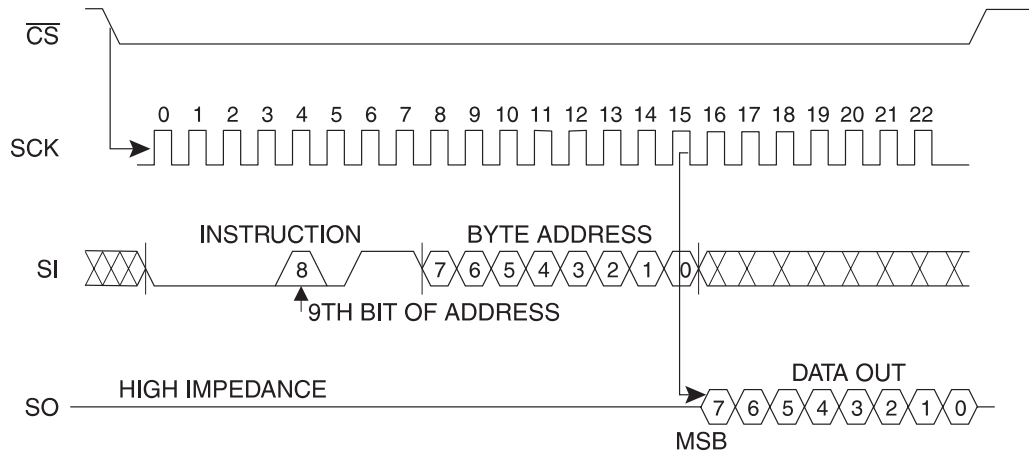 CS
0 1 2 3 4 5 6 7 8 9 10 11 12 13 14 15 16 17 18 19 20 21 22
SCK
INSTRUCTION BYTE ADDRESS
SI 8 7 6 5 4 3 2 1 0
9TH BIT OF ADDRESS
HIGH IMPEDANCE DATA OUT
SO 7 6 5 4 3 2 1 0
MSB